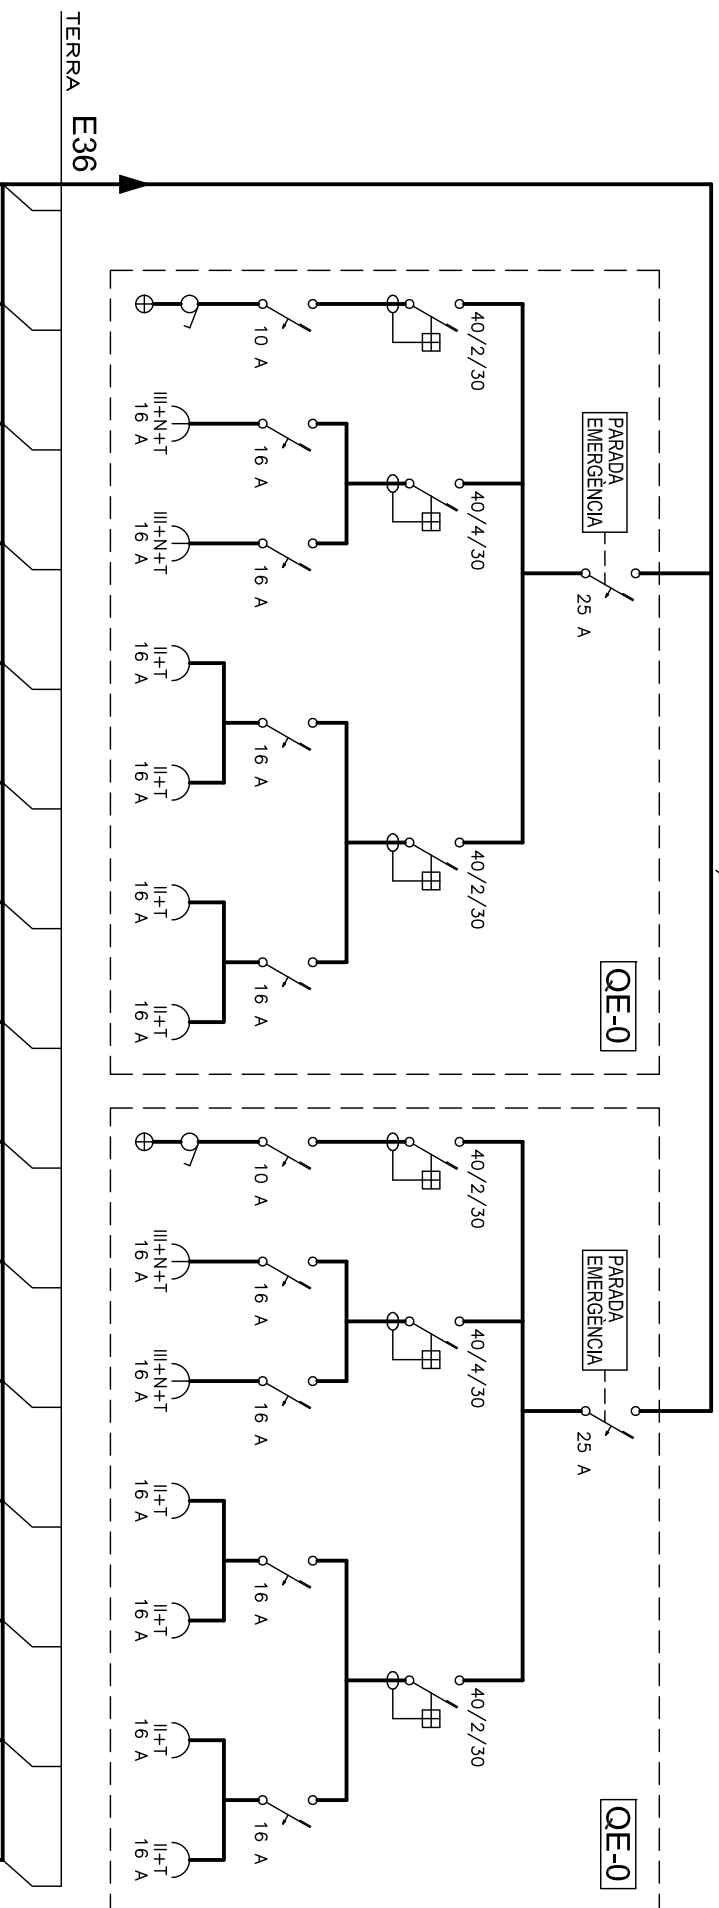 TERRA
E36
PARADA
EMERGÈNCIA
25 A
QE-0
40/2/30
40/4/30
40/2/30
10 A
16 A
16 A
16 A
16 A
III+N+T
16 A
III+N+T
16 A
II+T
16 A
II+T
16 A
II+T
16 A
II+T
16 A
PARADA
EMERGÈNCIA
25 A
QE-0
40/2/30
40/4/30
40/2/30
10 A
16 A
16 A
16 A
16 A
III+N+T
16 A
III+N+T
16 A
II+T
16 A
II+T
16 A
II+T
16 A
II+T
16 A